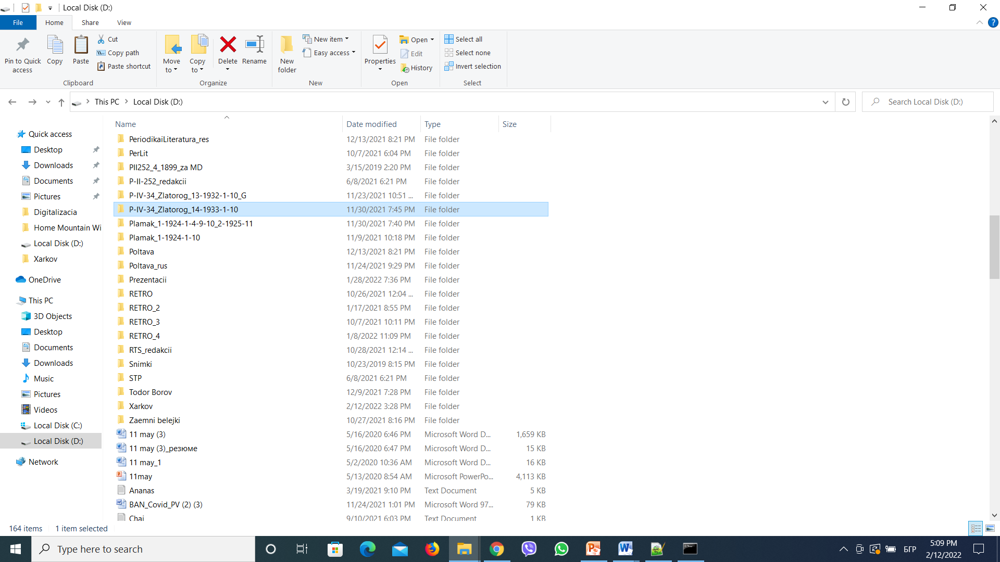 Local Disk (D:)
File Home Share View
Pin to Quick access
Copy
Paste
Cut
Copy path
Paste shortcut
Clipboard
Move to
Copy to
Delete
Rename
Organize
New folder
New item
Easy access
New
Properties
Open
Edit
History
Open
Select all
Select none
Invert selection
Select
This PC > Local Disk (D:)
Search Local Disk (D:)
Quick access
Desktop
Downloads
Documents
Pictures
Digitalizacia
Home Mountain Wi
Local Disk (D:)
Xarkov
OneDrive
This PC
3D Objects
Desktop
Documents
Downloads
Music
Pictures
Videos
Local Disk (C:)
Local Disk (D:)
Network
Name Date modified Type Size
PeriodikaiLiteratura_res 12/13/2021 8:21 PM File folder
PerLit 10/7/2021 6:04 PM File folder
PII252_4_1899_za MD 3/15/2019 2:20 PM File folder
P-II-252_redakcii 6/8/2021 6:21 PM File folder
P-IV-34_Zlatorog_13-1932-1-10_G 11/23/2021 10:51 ... File folder
P-IV-34_Zlatorog_14-1933-1-10 11/30/2021 7:45 PM File folder
Plamak_1-1924-1-4-9-10_2-1925-11 11/30/2021 7:40 PM File folder
Plamak_1-1924-1-10 11/9/2021 10:18 PM File folder
Poltava 12/13/2021 8:21 PM File folder
Poltava_rus 11/24/2021 9:29 PM File folder
Prezentacii 1/28/2022 7:36 PM File folder
RETRO 10/26/2021 12:04 ... File folder
RETRO_2 1/17/2021 8:55 PM File folder
RETRO_3 10/7/2021 10:11 PM File folder
RETRO_4 1/8/2022 11:09 PM File folder
RTS_redakcii 10/28/2021 12:14 ... File folder
Snimki 10/23/2019 8:15 PM File folder
STP 6/8/2021 6:21 PM File folder
Todor Borov 12/9/2021 7:28 PM File folder
Xarkov 2/12/2022 3:28 PM File folder
Zaemni belejki 10/27/2021 8:16 PM File folder
11 may (3) 5/16/2020 6:46 PM Microsoft Word D... 1,659 KB
11 may (3)_резюме 5/16/2020 6:47 PM Microsoft Word D... 15 KB
11 may_1 5/2/2020 10:36 AM Microsoft Word D... 16 KB
11may 5/13/2020 8:54 AM Microsoft PowerPo... 4,113 KB
Ananas 3/19/2021 9:10 PM Text Document 5 KB
BAN_Covid_PV (2) (3) 11/24/2021 1:01 PM Microsoft Word 97... 79 KB
Chai 9/10/2021 6:03 PM Text Document 1 KB
164 items 1 item selected
Type here to search
БГР
5:09 PM
2/12/2022